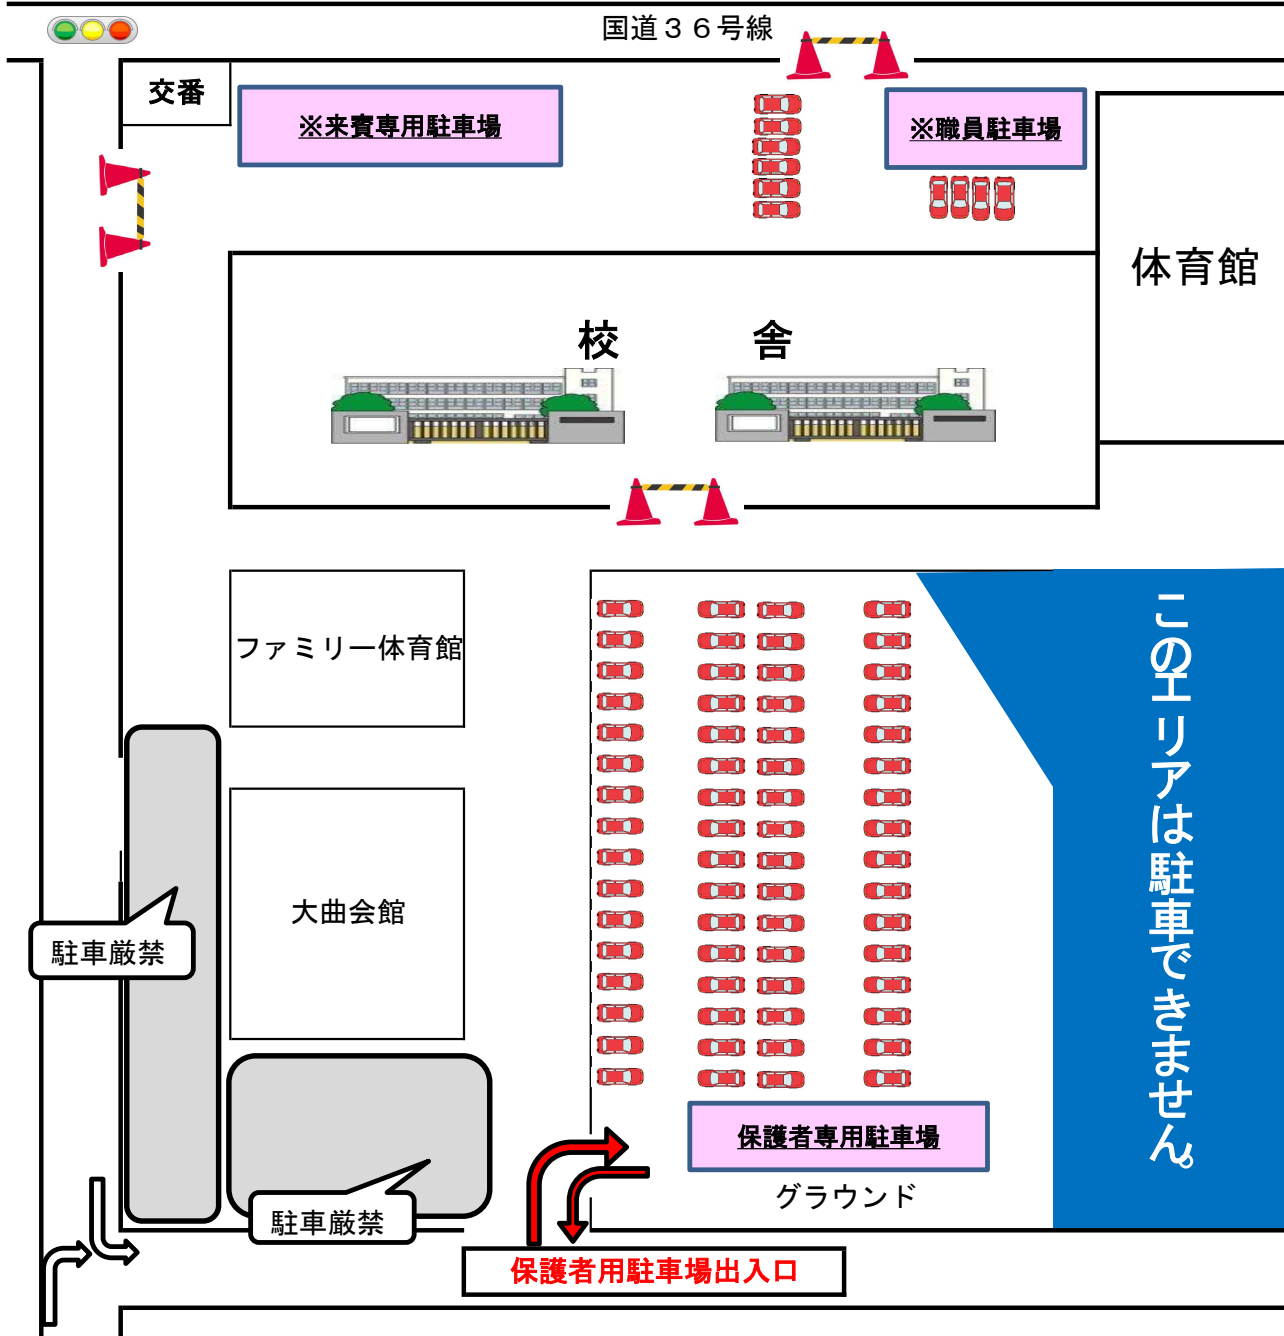 国道３６号線
交番
※来賓専用駐車場
※職員駐車場
体育館
校舎
ファミリー体育館
このエリアは駐車できません。
大曲会館
駐車厳禁
保護者専用駐車場
グラウンド
駐車厳禁
保護者用駐車場出入口